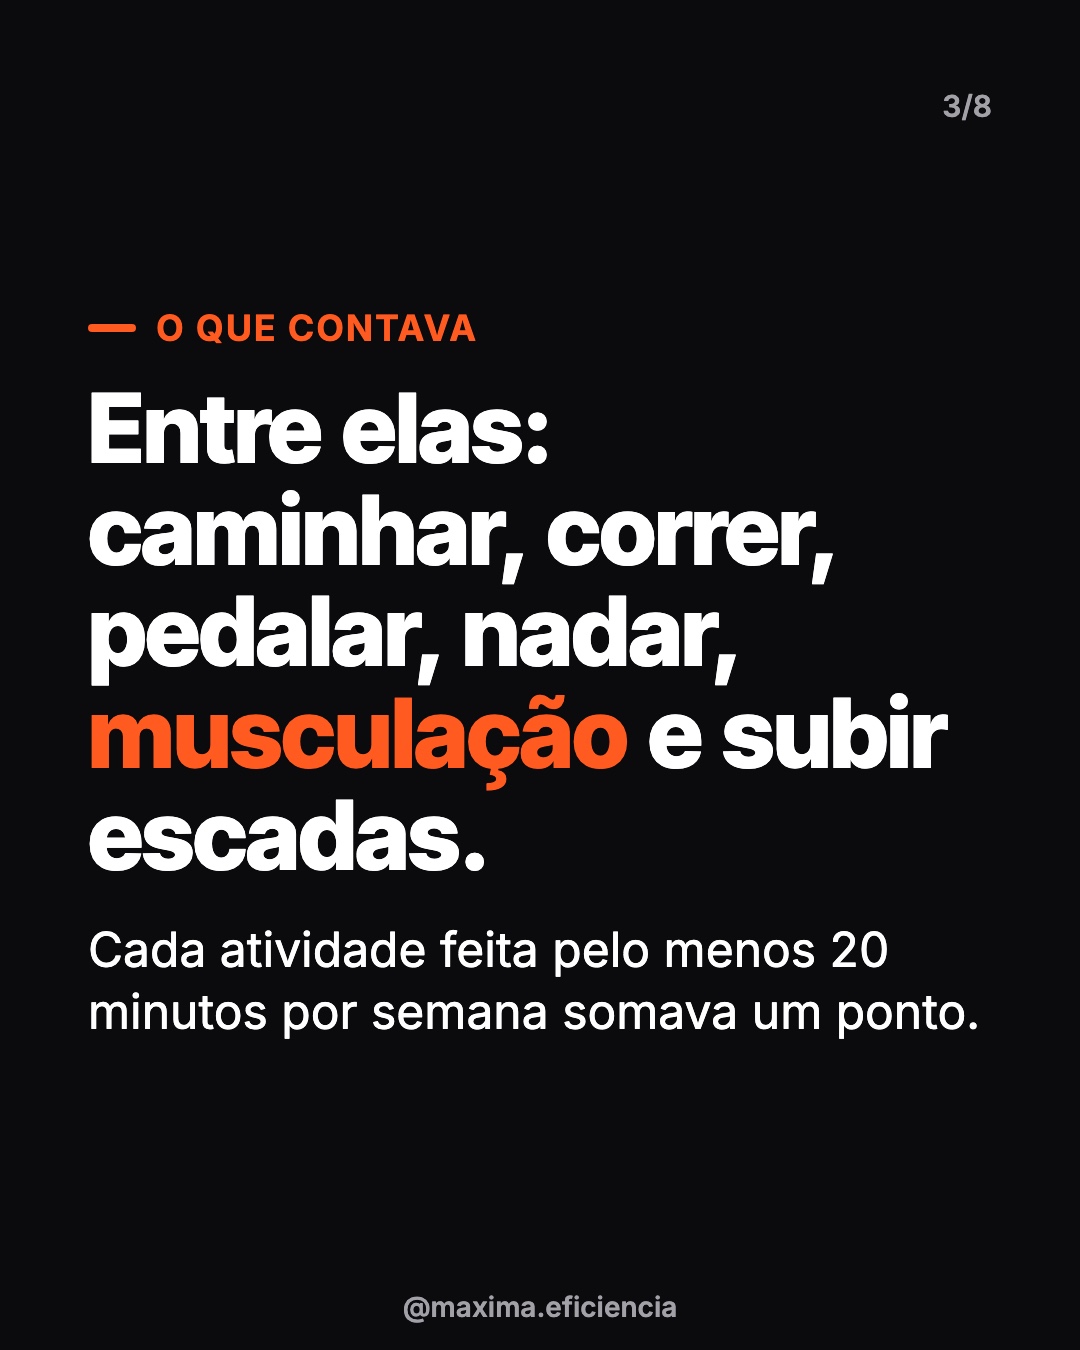 3/8
O QUE CONTAVA
Entre elas:
caminhar, correr,
pedalar, nadar,
musculação e subir
escadas.
Cada atividade feita pelo menos 20
minutos por semana somava um ponto.
@maxima.eficiencia